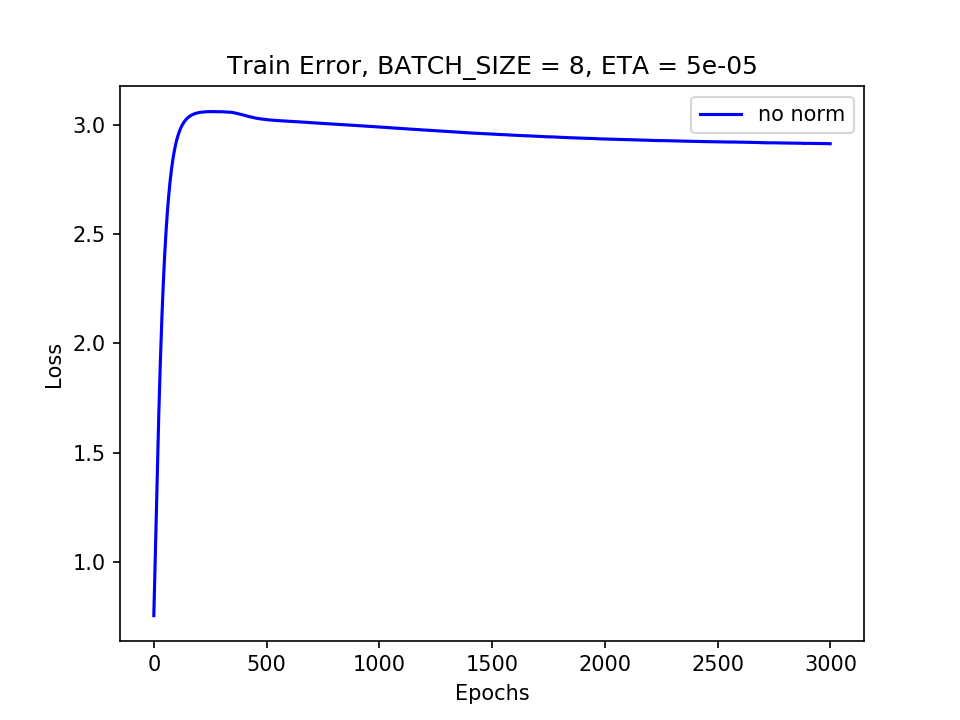 Train Error, BATCH_SIZE = 8, ETA = 5e-05
no norm
3.0
2.5
2.0
1.5
1.0
Loss
0 500 1000 1500 2000 2500 3000
Epochs